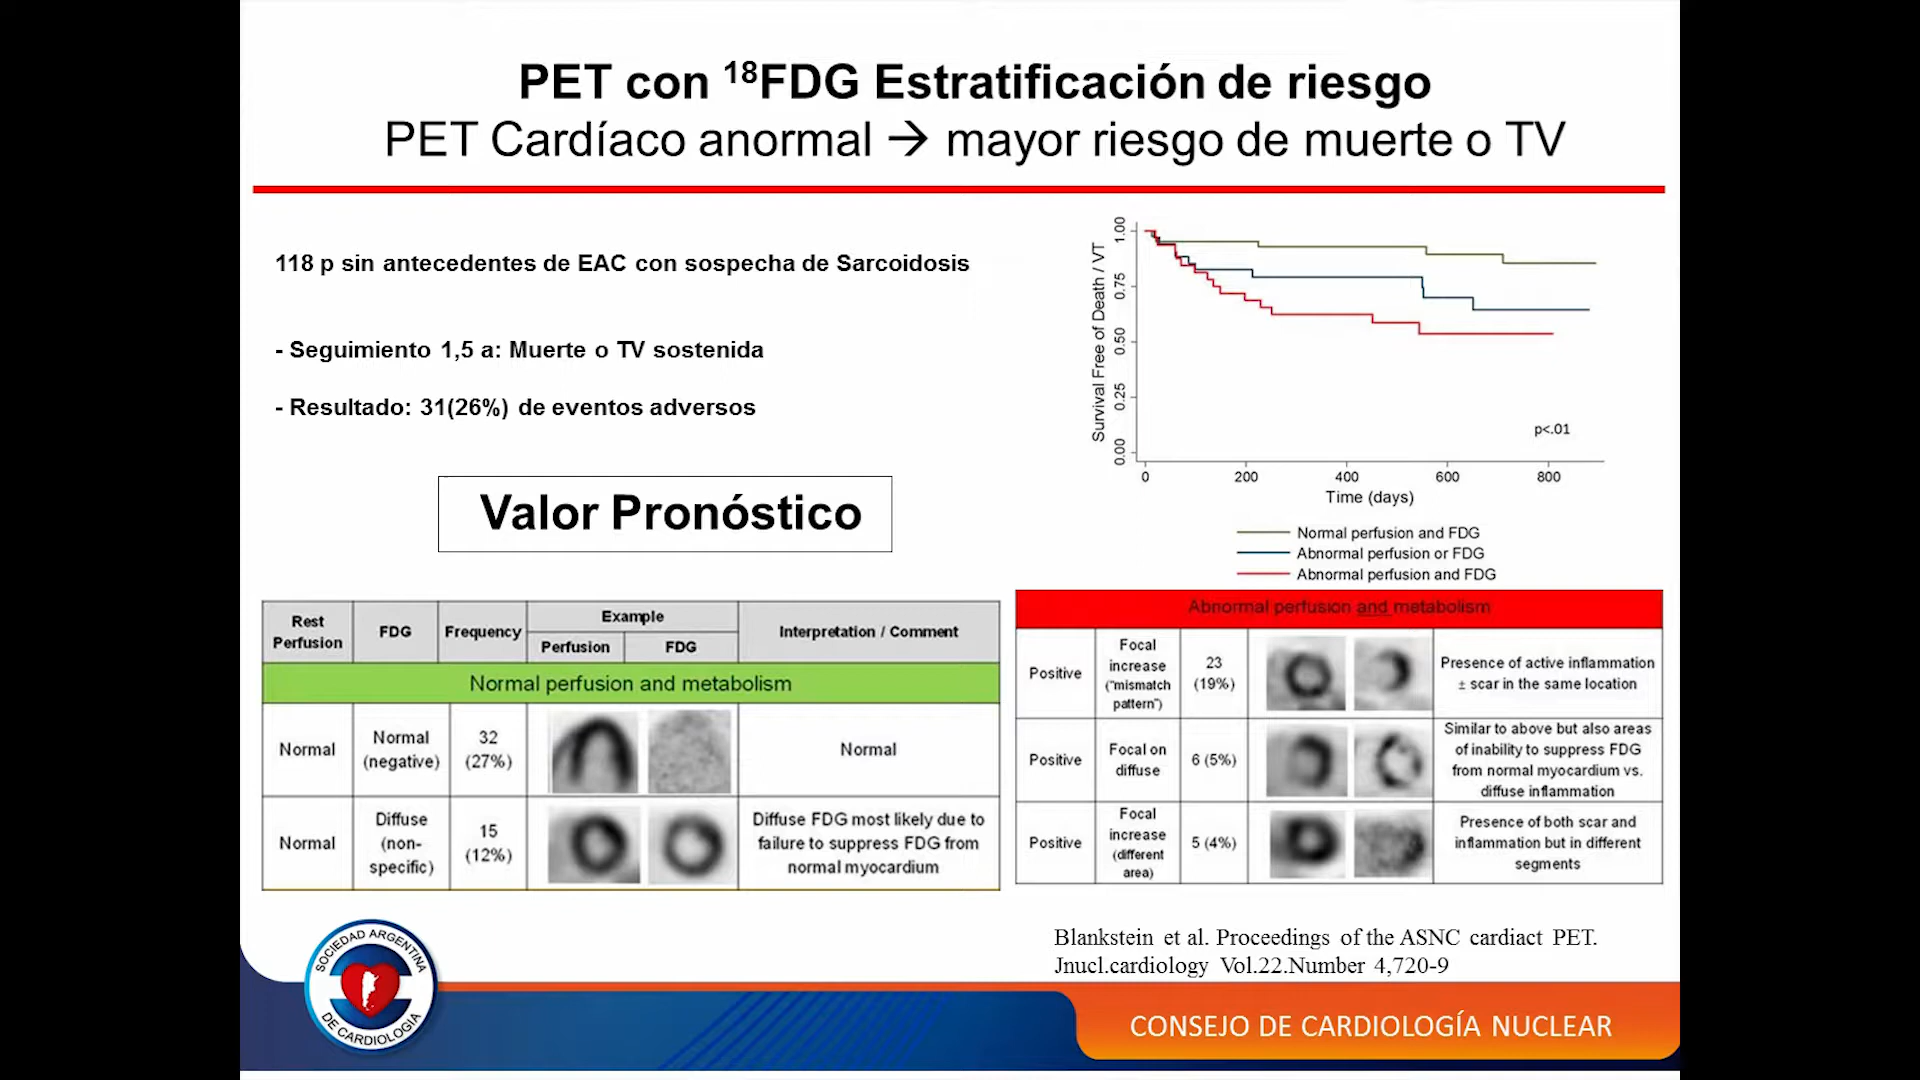 PET con ¹⁸FDG Estratificación de riesgo
PET Cardíaco anormal → mayor riesgo de muerte o TV
118 p sin antecedentes de EAC con sospecha de Sarcoidosis
- Seguimiento 1,5 a: Muerte o TV sostenida
- Resultado: 31(26%) de eventos adversos
Valor Pronóstico
Survival Free of Death / VT
1.00
0.75
0.50
0.25
0.00
p<.01
0 200 400 600 800
Time (days)
Normal perfusion and FDG
Abnormal perfusion or FDG
Abnormal perfusion and FDG
Rest
Perfusion
FDG
Frequency
Example
Perfusion
FDG
Interpretation / Comment
Normal perfusion and metabolism
Normal
Normal
(negative)
32
(27%)
Normal
Normal
Diffuse
(non-
specific)
15
(12%)
Diffuse FDG most likely due to
failure to suppress FDG from
normal myocardium
Abnormal perfusion and metabolism
Positive
Focal
increase
("mismatch
pattern")
23
(19%)
Presence of active inflammation
± scar in the same location
Positive
Focal on
diffuse
6 (5%)
Similar to above but also areas
of inability to suppress FDG
from normal myocardium vs.
diffuse inflammation
Positive
Focal
increase
(different
area)
5 (4%)
Presence of both scar and
inflammation but in different
segments
Blankstein et al. Proceedings of the ASNC cardiact PET.
Jnucl.cardiology Vol.22.Number 4,720-9
SOCIEDAD ARGENTINA
DE CARDIOLOGIA
CONSEJO DE CARDIOLOGÍA NUCLEAR